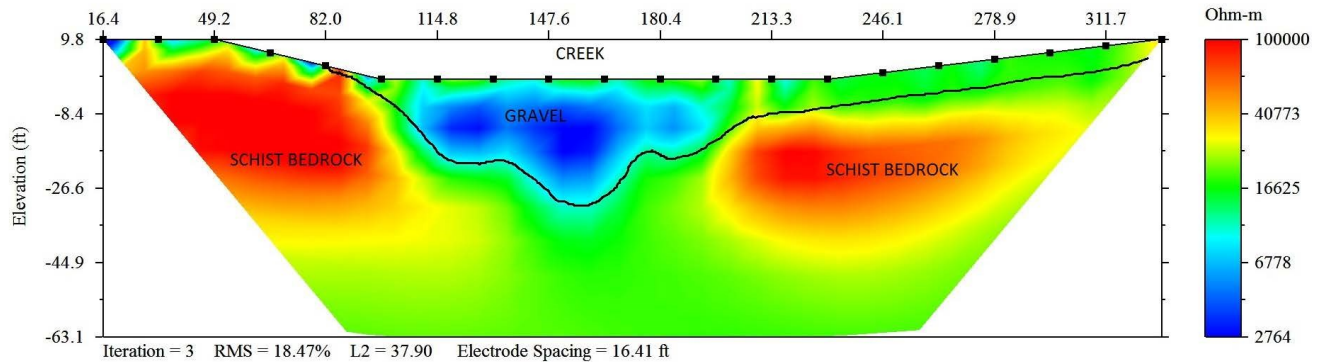 16.4 49.2 82.0 114.8 147.6 180.4 213.3 246.1 278.9 311.7 Ohm-m
9.8 CREEK 100000
-8.4 GRAVEL 40773
SCHIST BEDROCK SCHIST BEDROCK
Elevation (ft)
-26.6 16625
-44.9 6778
-63.1 2764
Iteration = 3 RMS = 18.47% L2 = 37.90 Electrode Spacing = 16.41 ft